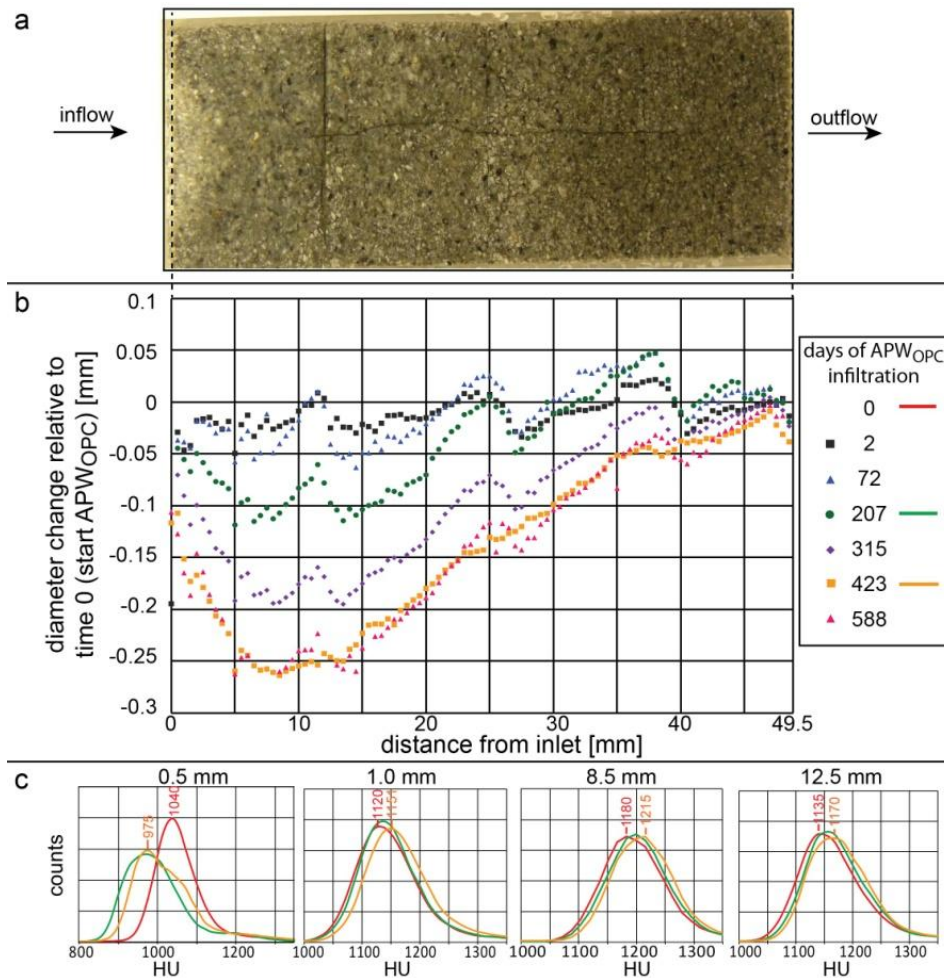 a
inflow
outflow
b
diameter change relative to
time 0 (start APWOPC) [mm]
0.1
0.05
0
-0.05
-0.1
-0.15
-0.2
-0.25
-0.3
0
10
20
30
40
49.5
distance from inlet [mm]
days of APWOPC
infiltration
0
2
72
207
315
423
588
c
0.5 mm
1.0 mm
8.5 mm
12.5 mm
counts
975
1040
1120
1151
1180
1215
1135
1170
800 1000 1200
1000 1100 1200 1300
1000 1100 1200 1300
1000 1100 1200 1300
HU
HU
HU
HU